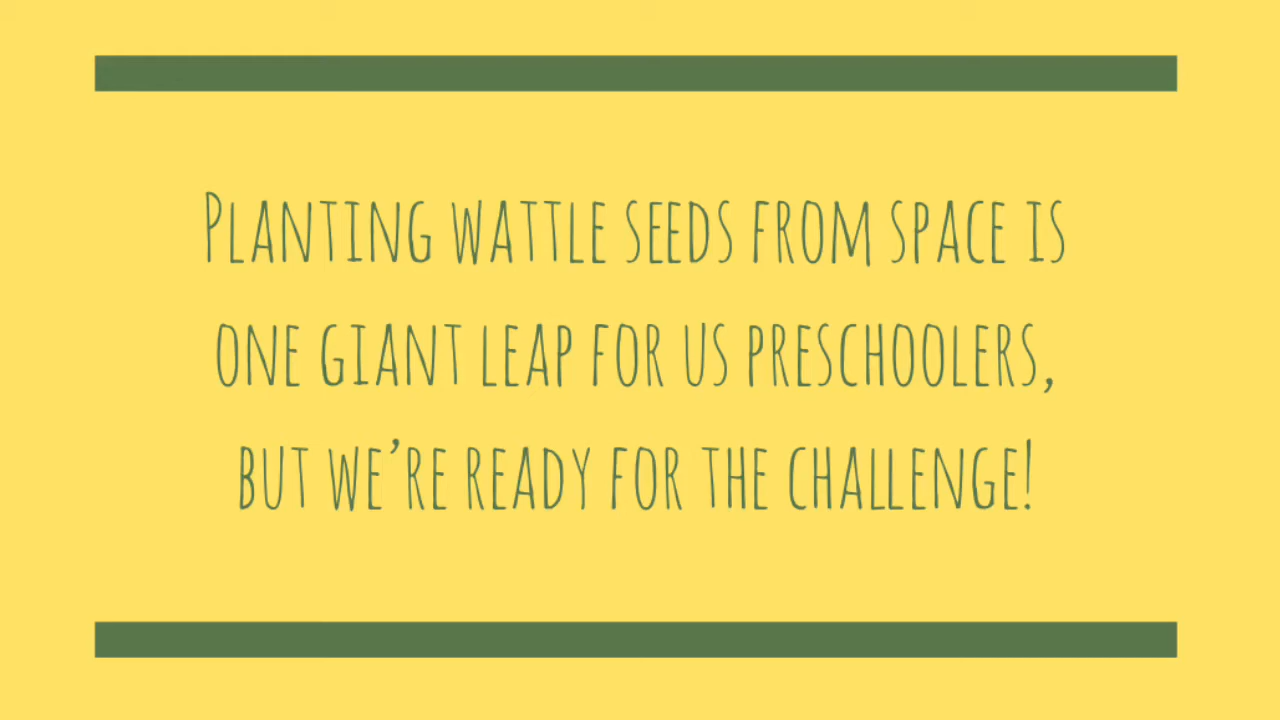 Planting wattle seeds from space is
one giant leap for us preschoolers,
but we’re ready for the challenge!